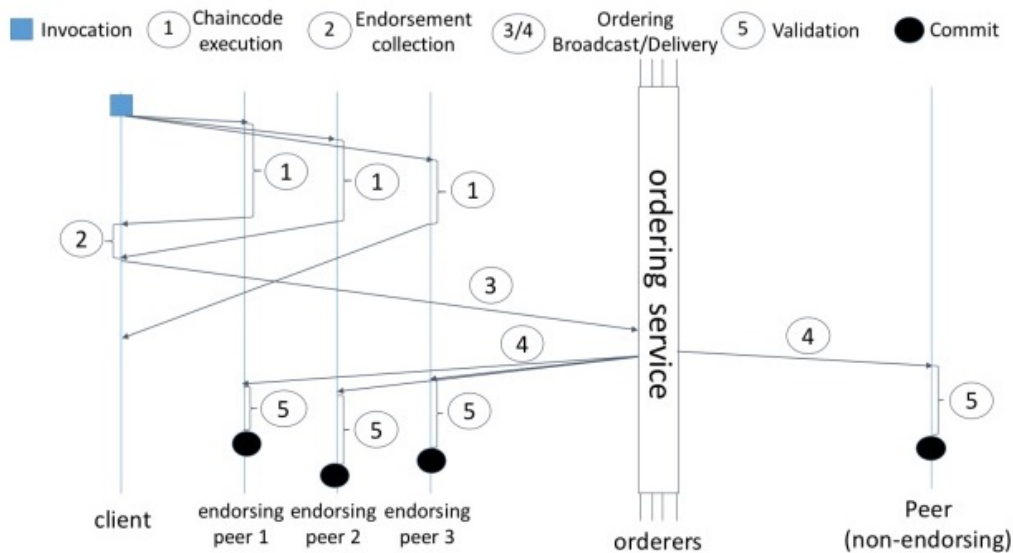 Invocation
1
Chaincode
execution
2
Endorsement
collection
3/4
Ordering
Broadcast/Delivery
5
Validation
Commit
1
1
1
2
3
4
4
5
5
5
5
ordering service
client
endorsing
peer 1
endorsing
peer 2
endorsing
peer 3
orderers
Peer
(non-endorsing)